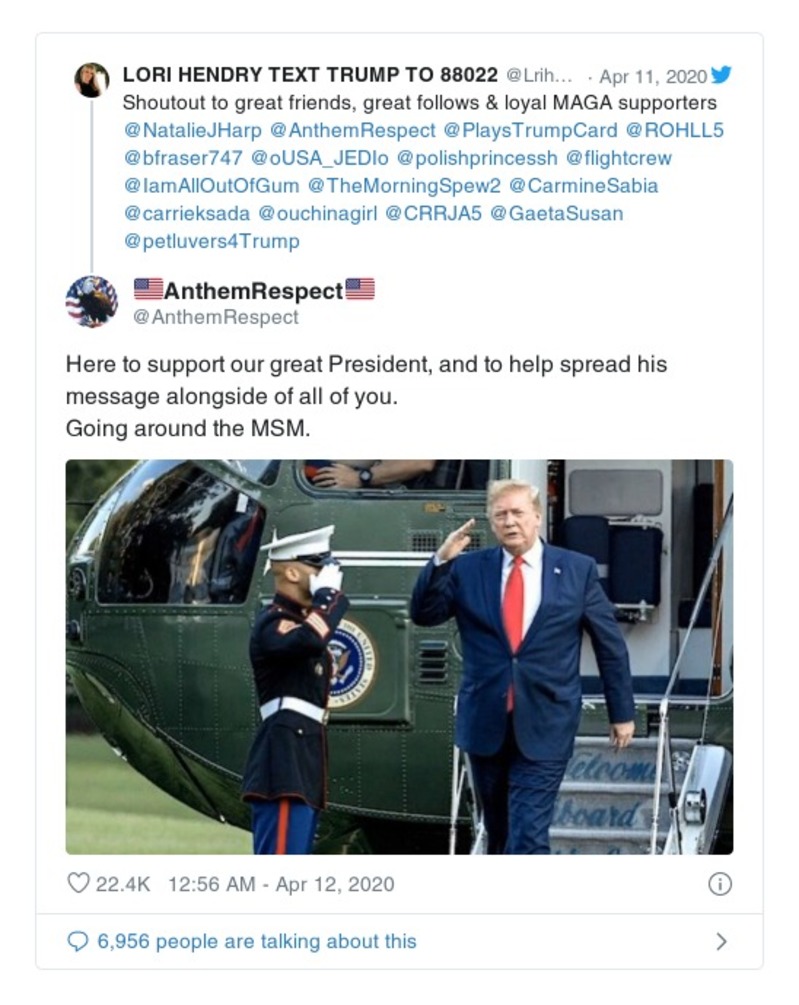 LORI HENDRY TEXT TRUMP TO 88022 @Lrih... · Apr 11, 2020
Shoutout to great friends, great follows & loyal MAGA supporters
@NatalieJHarp @AnthemRespect @PlaysTrumpCard @ROHLL5
@bfraser747 @oUSA_JEDIo @polishprincessh @flightcrew
@IamAllOutOfGum @TheMorningSpew2 @CarmineSabia
@carrieksada @ouchinagirl @CRRJA5 @GaetaSusan
@petluvers4Trump
🇺🇸AnthemRespect🇺🇸
@AnthemRespect
Here to support our great President, and to help spread his
message alongside of all of you.
Going around the MSM.
Welcome
Aboard
22.4K 12:56 AM - Apr 12, 2020
6,956 people are talking about this